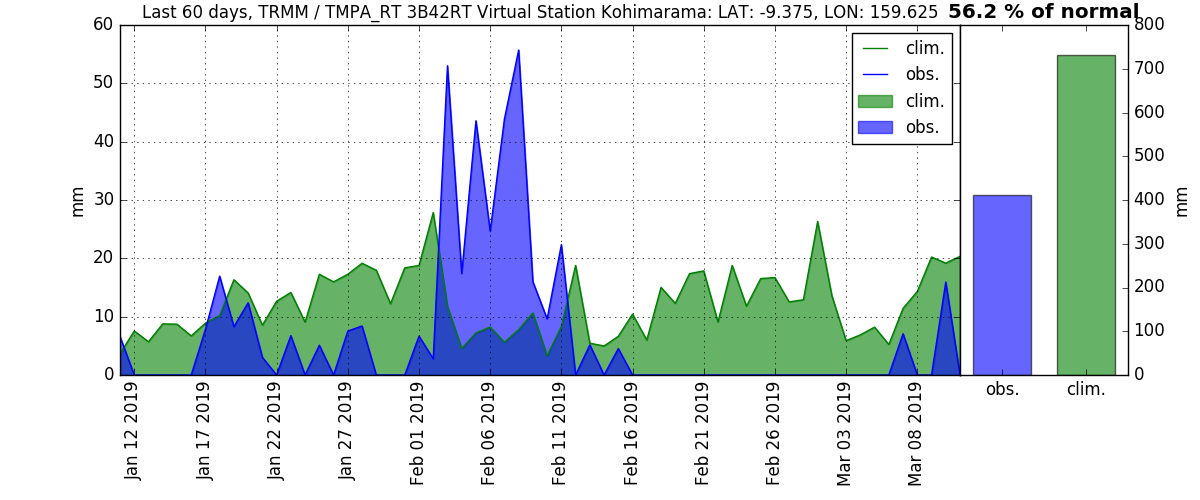 Last 60 days, TRMM / TMPA_RT 3B42RT Virtual Station Kohimarama: LAT: -9.375, LON: 159.625 56.2 % of normal
60
50
40
30
20
10
0
mm
clim.
obs.
clim.
obs.
Jan 12 2019
Jan 17 2019
Jan 22 2019
Jan 27 2019
Feb 01 2019
Feb 06 2019
Feb 11 2019
Feb 16 2019
Feb 21 2019
Feb 26 2019
Mar 03 2019
Mar 08 2019
800
700
600
500
400
300
200
100
0
mm
obs.
clim.